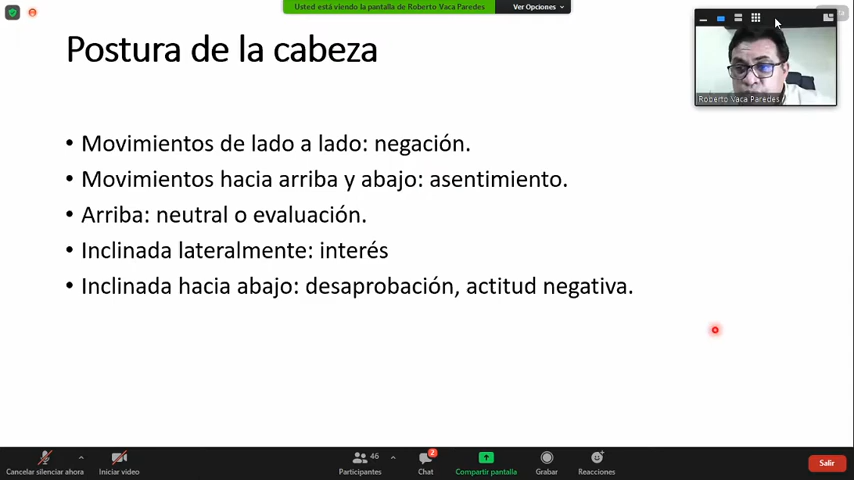 Usted está viendo la pantalla de Roberto Vaca Paredes
Ver Opciones
Postura de la cabeza
Roberto Vaca Paredes
• Movimientos de lado a lado: negación.
• Movimientos hacia arriba y abajo: asentimiento.
• Arriba: neutral o evaluación.
• Inclinada lateralmente: interés
• Inclinada hacia abajo: desaprobación, actitud negativa.
46
2
Cancelar silenciar ahora
Iniciar video
Participantes
Chat
Compartir pantalla
Grabar
Reacciones
Salir